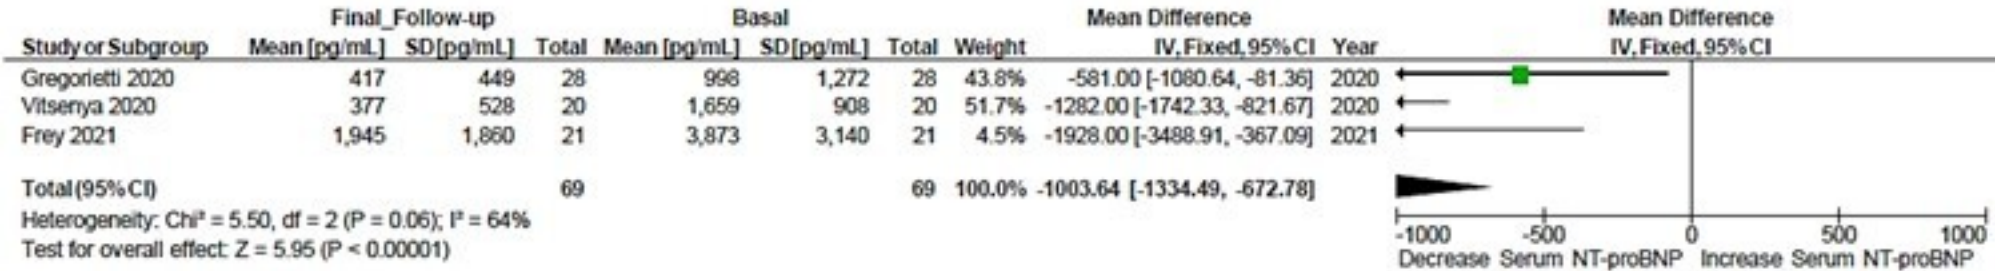 Final_Follow-up Basal Mean Difference Mean Difference
Study or Subgroup Mean [pg/mL] SD[pg/mL] Total Mean [pg/mL] SD[pg/mL] Total Weight IV, Fixed, 95% CI Year IV, Fixed, 95% CI
Gregorietti 2020 417 449 28 998 1,272 28 43.8% -581.00 [-1080.64, -81.36] 2020
Vitsenya 2020 377 528 20 1,659 908 20 51.7% -1282.00 [-1742.33, -821.67] 2020
Frey 2021 1,945 1,860 21 3,873 3,140 21 4.5% -1928.00 [-3488.91, -367.09] 2021
Total (95% CI) 69 69 100.0% -1003.64 [-1334.49, -672.78]
Heterogeneity: Chi² = 5.50, df = 2 (P = 0.06); I² = 64%
Test for overall effect: Z = 5.95 (P < 0.00001)
-1000 -500 0 500 1000
Decrease Serum NT-proBNP Increase Serum NT-proBNP